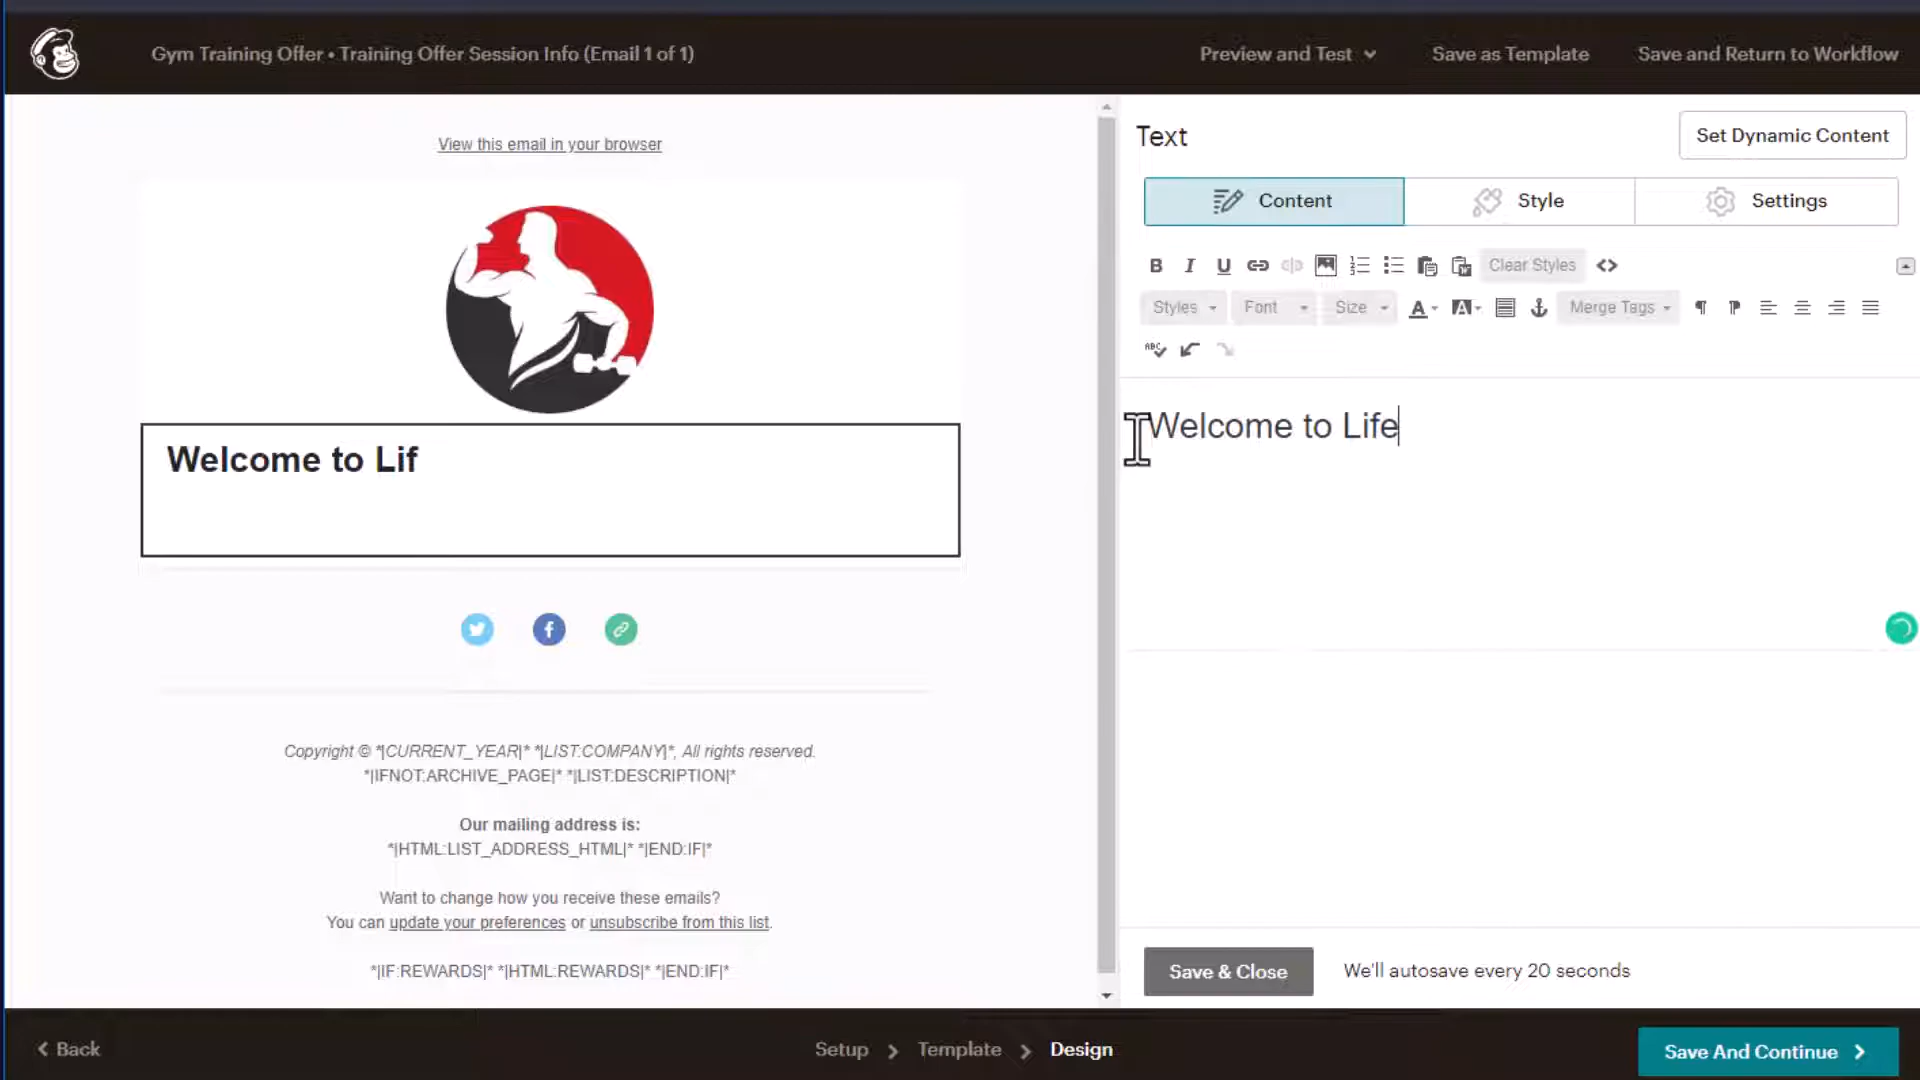 Gym Training Offer • Training Offer Session Info (Email 1 of 1)
Preview and Test
Save as Template
Save and Return to Workflow
View this email in your browser
Welcome to Lif
Copyright © *|CURRENT_YEAR|* *|LIST:COMPANY|*, All rights reserved.
*|IFNOT:ARCHIVE_PAGE|* *|LIST:DESCRIPTION|*
Our mailing address is:
*|HTML:LIST_ADDRESS_HTML|* *|END:IF|*
Want to change how you receive these emails?
You can update your preferences or unsubscribe from this list.
*|IF:REWARDS|* *|HTML:REWARDS|* *|END:IF|*
Text
Set Dynamic Content
Content
Style
Settings
B I U
Clear Styles
Styles
Font
Size
A
A
Merge Tags
ABC
Welcome to Life
Save & Close
We'll autosave every 20 seconds
Back
Setup
Template
Design
Save And Continue